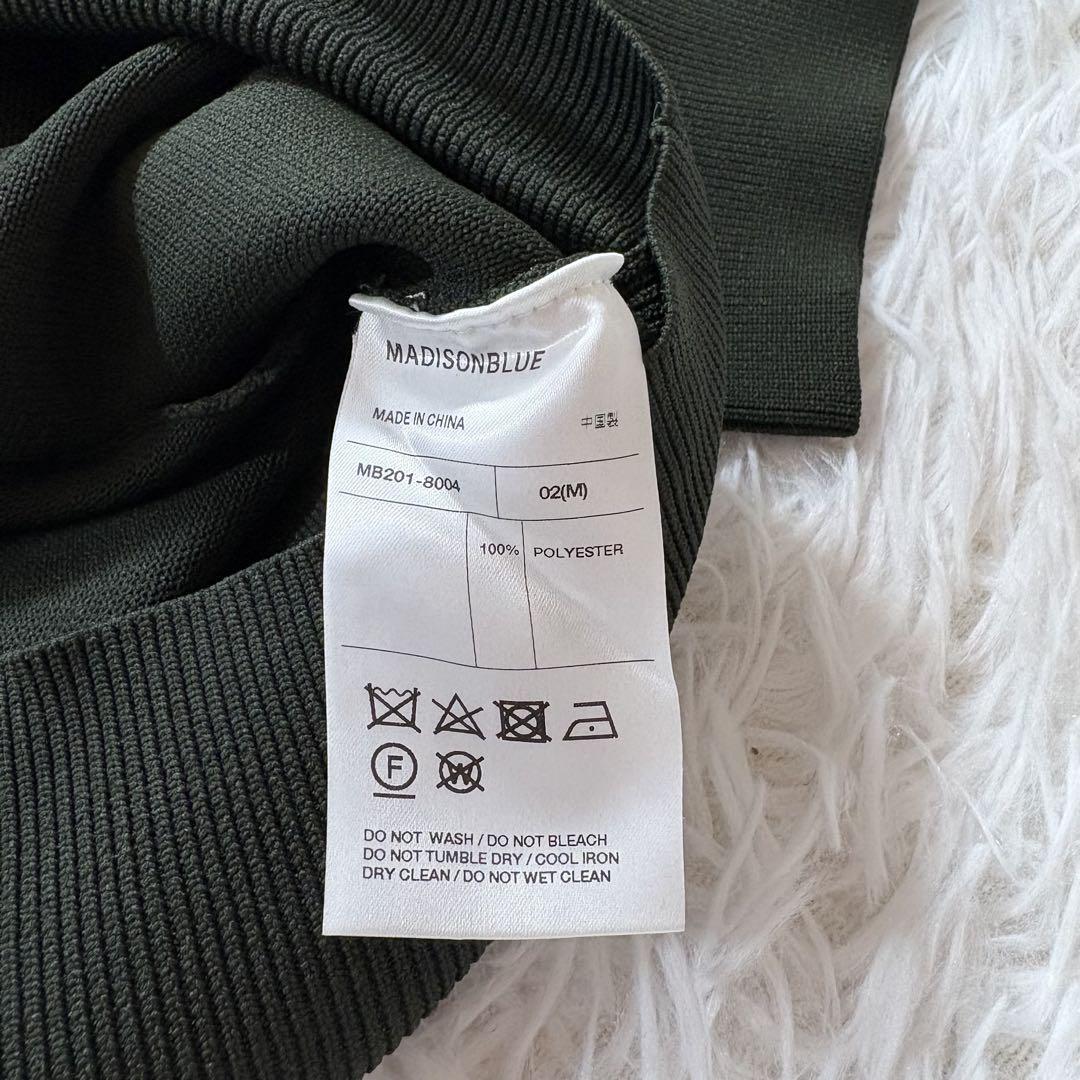 MADISONBLUE
MADE IN CHINA 中国製
MB201-8004 02(M)
100% POLYESTER
F W
DO NOT WASH / DO NOT BLEACH
DO NOT TUMBLE DRY / COOL IRON
DRY CLEAN / DO NOT WET CLEAN